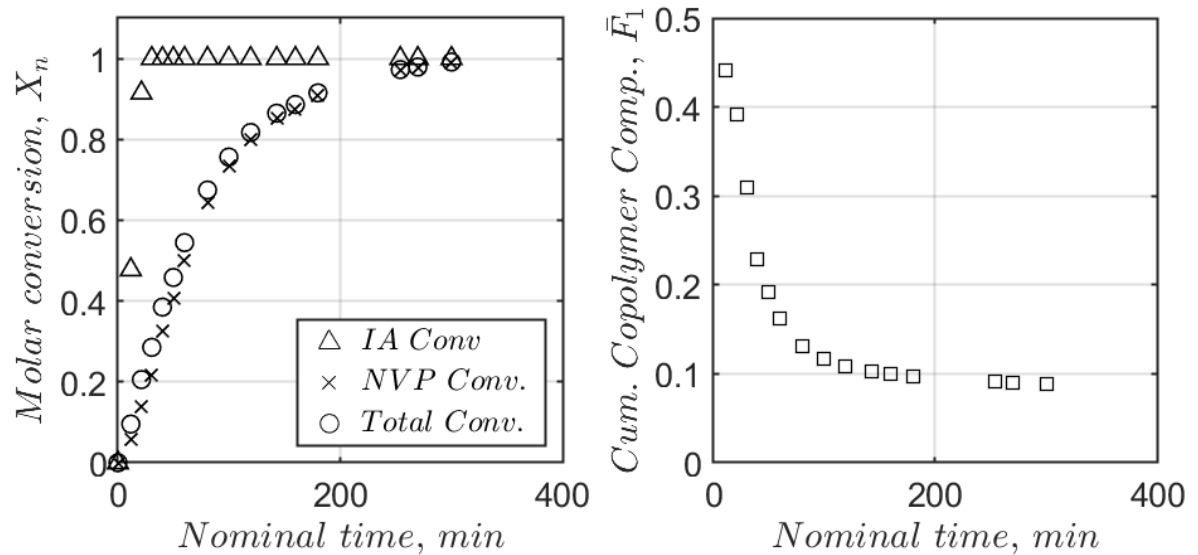 Molar conversion, Xₙ
1
0.8
0.6
0.4
0.2
0
0
200
400
Nominal time, min
IA Conv
NVP Conv.
Total Conv.
Cum. Copolymer Comp., F̄₁
0.5
0.4
0.3
0.2
0.1
0
0
200
400
Nominal time, min